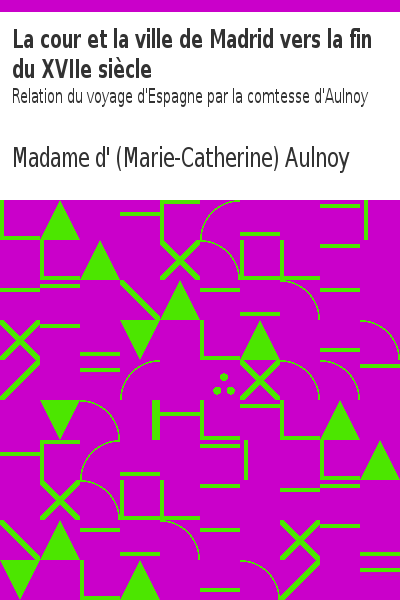 La cour et la ville de Madrid vers la fin
du XVIIe siècle
Relation du voyage d'Espagne par la comtesse d'Aulnoy
Madame d' (Marie-Catherine) Aulnoy